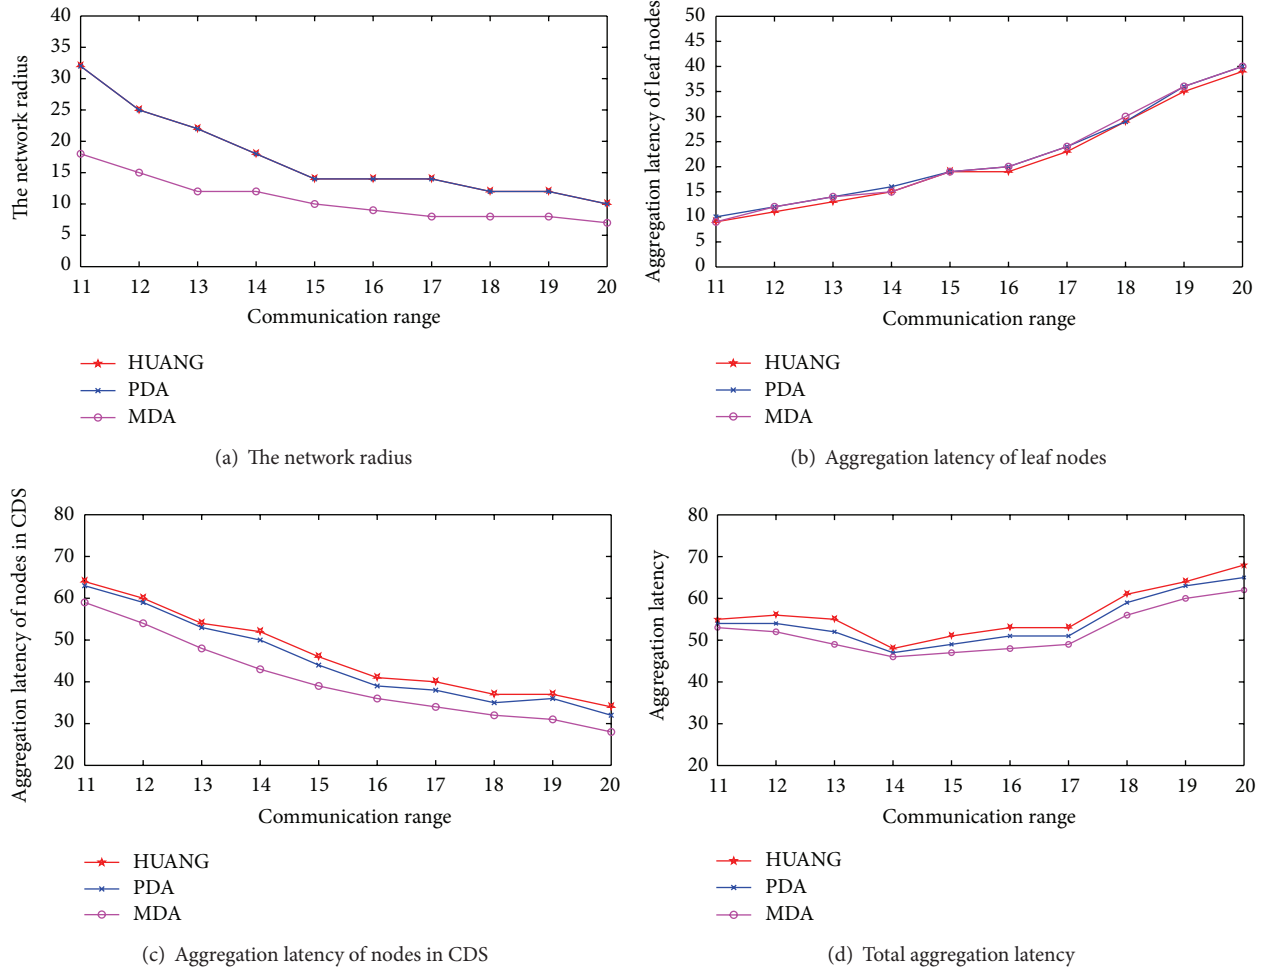 The network radius
40
35
30
25
20
15
10
5
0
11 12 13 14 15 16 17 18 19 20
Communication range
HUANG
PDA
MDA
(a) The network radius
Aggregation latency of leaf nodes
50
45
40
35
30
25
20
15
10
5
0
11 12 13 14 15 16 17 18 19 20
Communication range
HUANG
PDA
MDA
(b) Aggregation latency of leaf nodes
Aggregation latency of nodes in CDS
80
70
60
50
40
30
20
11 12 13 14 15 16 17 18 19 20
Communication range
HUANG
PDA
MDA
(c) Aggregation latency of nodes in CDS
Aggregation latency
80
70
60
50
40
30
20
11 12 13 14 15 16 17 18 19 20
Communication range
HUANG
PDA
MDA
(d) Total aggregation latency